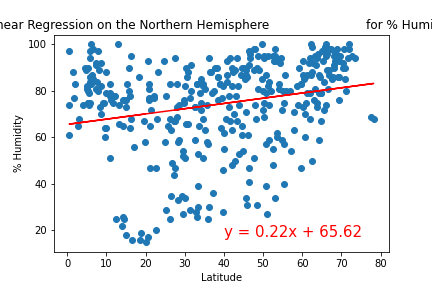 near Regression on the Northern Hemisphere for % Humi
100
80
60
40
20
% Humidity
y = 0.22x + 65.62
0 10 20 30 40 50 60 70 80
Latitude